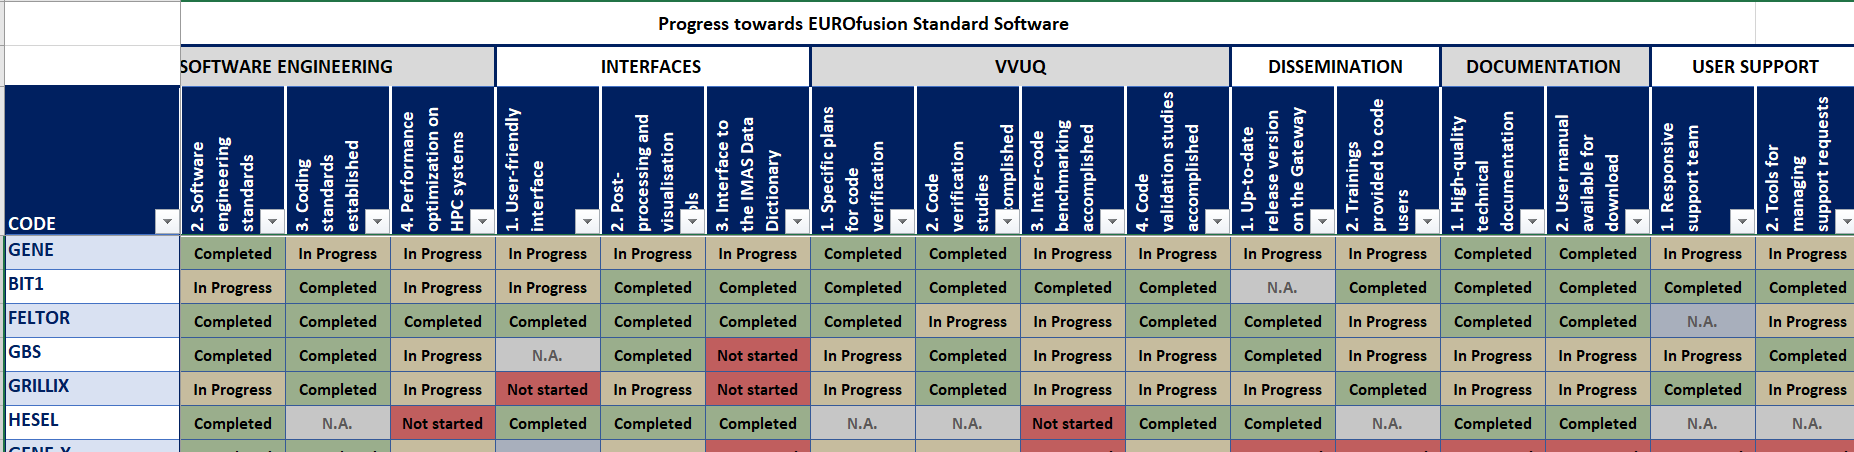 Progress towards EUROfusion Standard Software
SOFTWARE ENGINEERING INTERFACES VVUQ DISSEMINATION DOCUMENTATION USER SUPPORT
CODE
2. Software engineering standards
3. Coding standards established
4. Performance optimization on HPC systems
1. User-friendly interface
2. Post-processing and visualisation
3. Interface to the IMAS Data Dictionary
1. Specific plans for code verification
2. Code verification studies
3. Inter-code benchmarking accomplished
4. Code validation studies accomplished
1. Up-to-date release version on the Gateway
2. Trainings provided to code users
1. High-quality technical documentation
2. User manual available for download
1. Responsive support team
2. Tools for managing support requests
GENE Completed In Progress In Progress In Progress In Progress In Progress Completed Completed In Progress In Progress In Progress In Progress Completed Completed In Progress In Progress
BIT1 In Progress Completed In Progress In Progress Completed Completed Completed Completed Completed Completed N.A. Completed Completed Completed Completed Completed
FELTOR Completed Completed Completed Completed Completed Completed Completed In Progress In Progress Completed Completed In Progress Completed Completed N.A. In Progress
GBS Completed Completed In Progress N.A. Completed Not started In Progress Completed In Progress In Progress Completed In Progress In Progress In Progress In Progress Completed
GRILLIX In Progress Completed In Progress Not started In Progress Not started In Progress Completed In Progress In Progress In Progress Completed In Progress In Progress Completed In Progress
HESEL Completed N.A. Not started Completed Completed Completed N.A. N.A. Not started Completed Completed N.A. Completed Completed N.A. N.A.